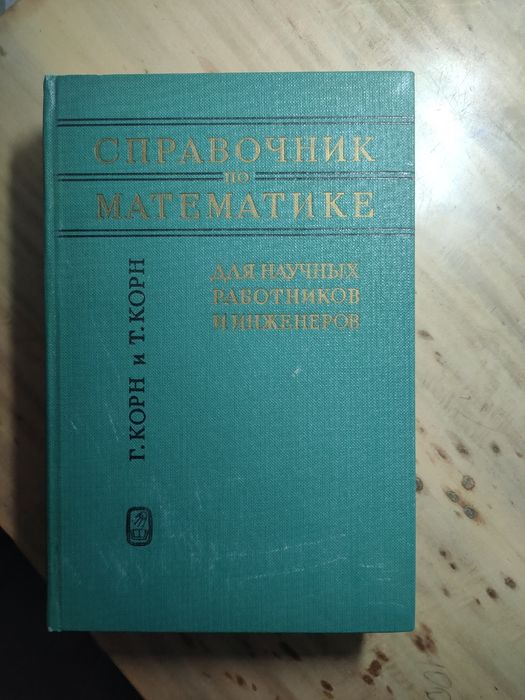 СПРАВОЧНИК
ПО
МАТЕМАТИКЕ
ДЛЯ НАУЧНЫХ
РАБОТНИКОВ
И ИНЖЕНЕРОВ
Г. КОРН и Т. КОРН